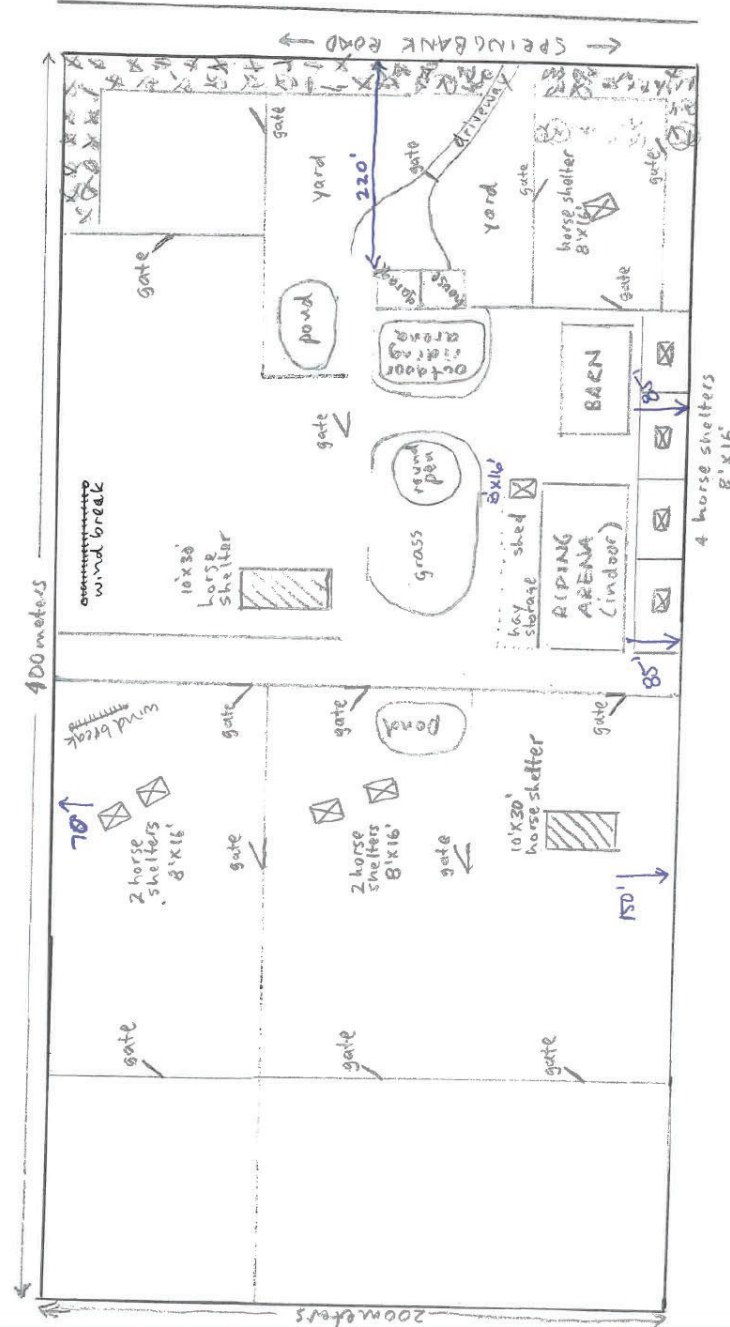 ← SPRINGBANK ROAD →
400 meters
200 meters
gate
yard
220'
gate
driveway
gate
yard
gate
horse shelter
8'X16'
gate
gate
pond
garage
house
outdoor
riding
arena
BARN
85'
4 horse shelters
8'X16'
wind break
gate
round
pen
grass
8'X16'
10'X30'
horse
shelter
hay shed
storage
RIDING
ARENA
(indoor)
85'
wind break
gate
gate
Pond
gate
70'
2 horse
shelters
8'X16'
gate
2 horse
shelters
8'X16'
gate
10'X30'
horse shelter
150'
gate
gate
gate